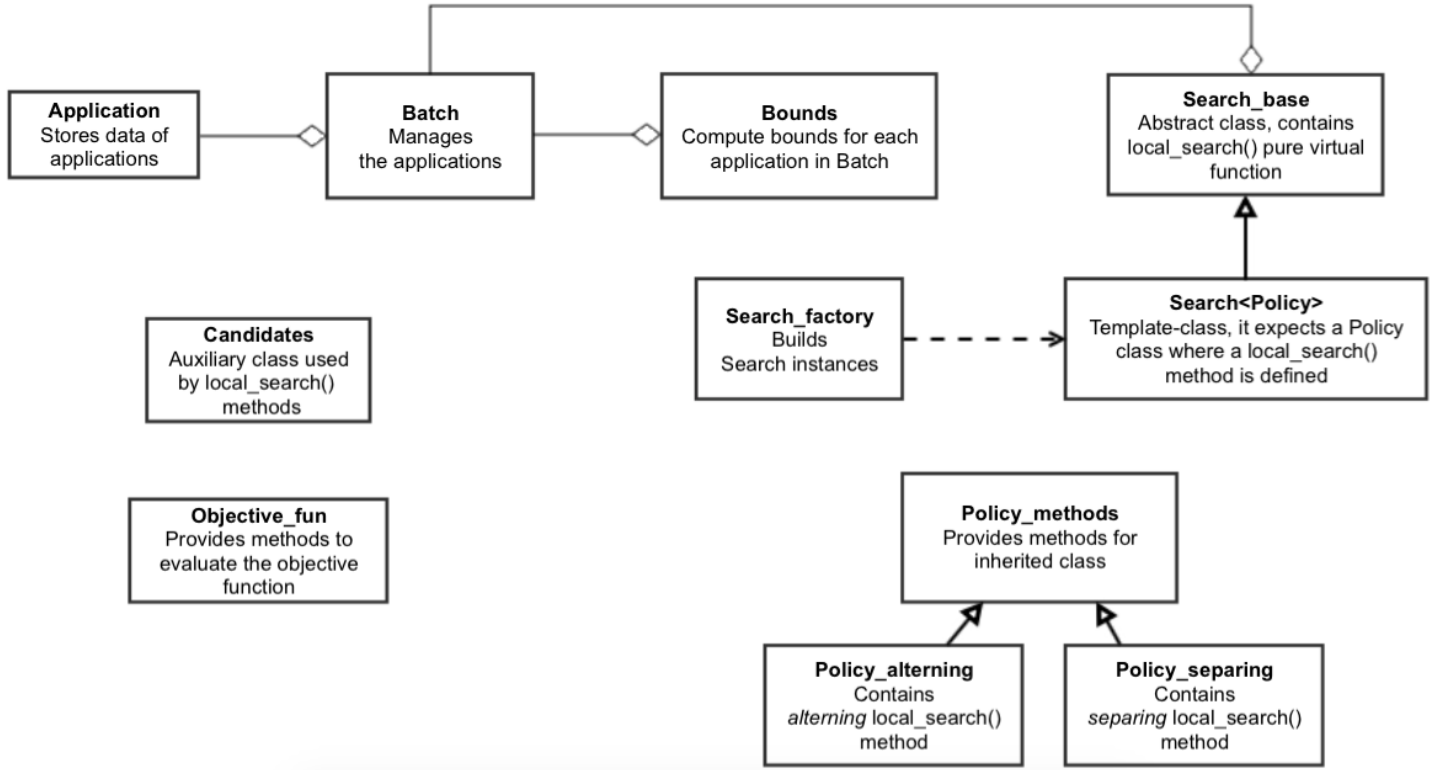 Application
Stores data of
applications
Batch
Manages
the applications
Bounds
Compute bounds for each
application in Batch
Search_base
Abstract class, contains
local_search() pure virtual
function
Candidates
Auxiliary class used
by local_search()
methods
Search_factory
Builds
Search instances
Search<Policy>
Template-class, it expects a Policy
class where a local_search()
method is defined
Objective_fun
Provides methods to
evaluate the objective
function
Policy_methods
Provides methods for
inherited class
Policy_alterning
Contains
alterning local_search()
method
Policy_separing
Contains
separing local_search()
method